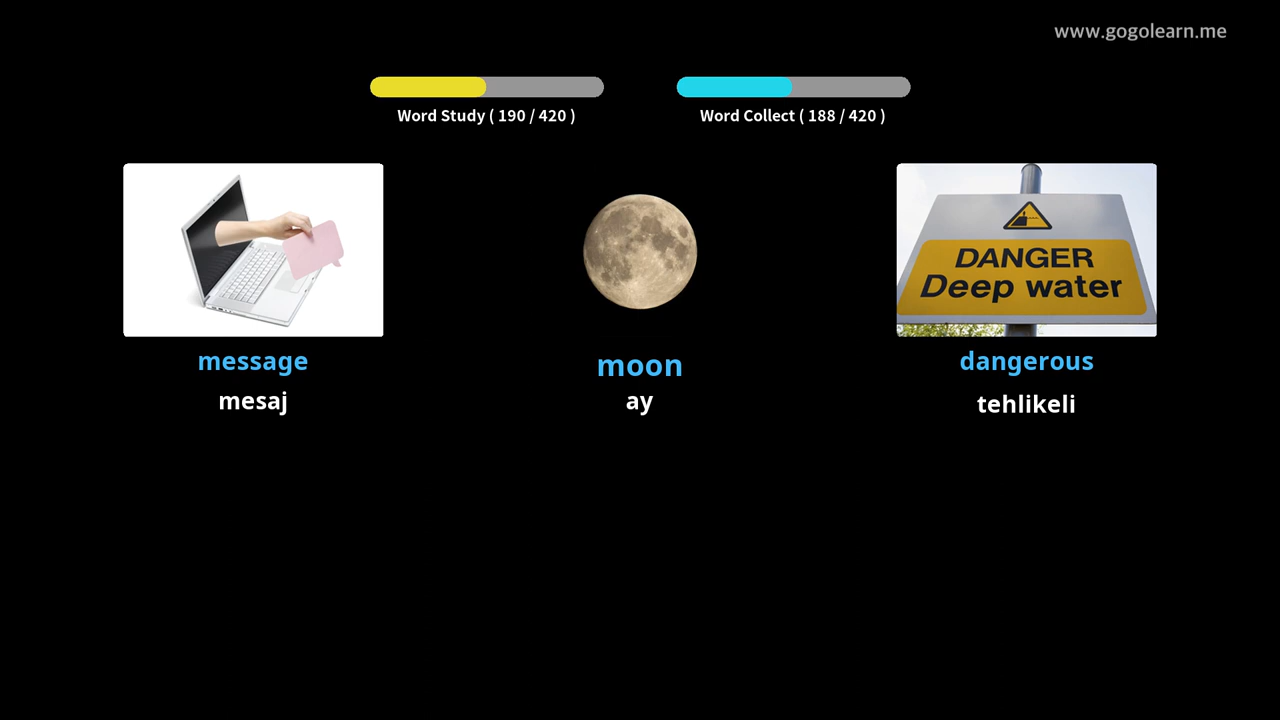 www.gogolearn.me
Word Study ( 190 / 420 )
Word Collect ( 188 / 420 )
DANGER
Deep water
message
moon
dangerous
mesaj
ay
tehlikeli